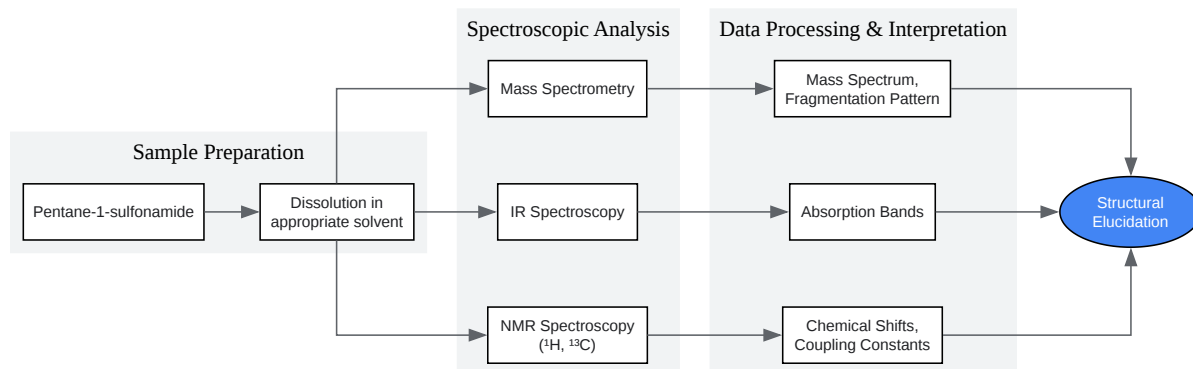 Spectroscopic Analysis
Data Processing & Interpretation
Mass Spectrometry
Mass Spectrum,
Fragmentation Pattern
Sample Preparation
Pentane-1-sulfonamide
Dissolution in
appropriate solvent
IR Spectroscopy
Absorption Bands
Structural
Elucidation
NMR Spectroscopy
(¹H, ¹³C)
Chemical Shifts,
Coupling Constants